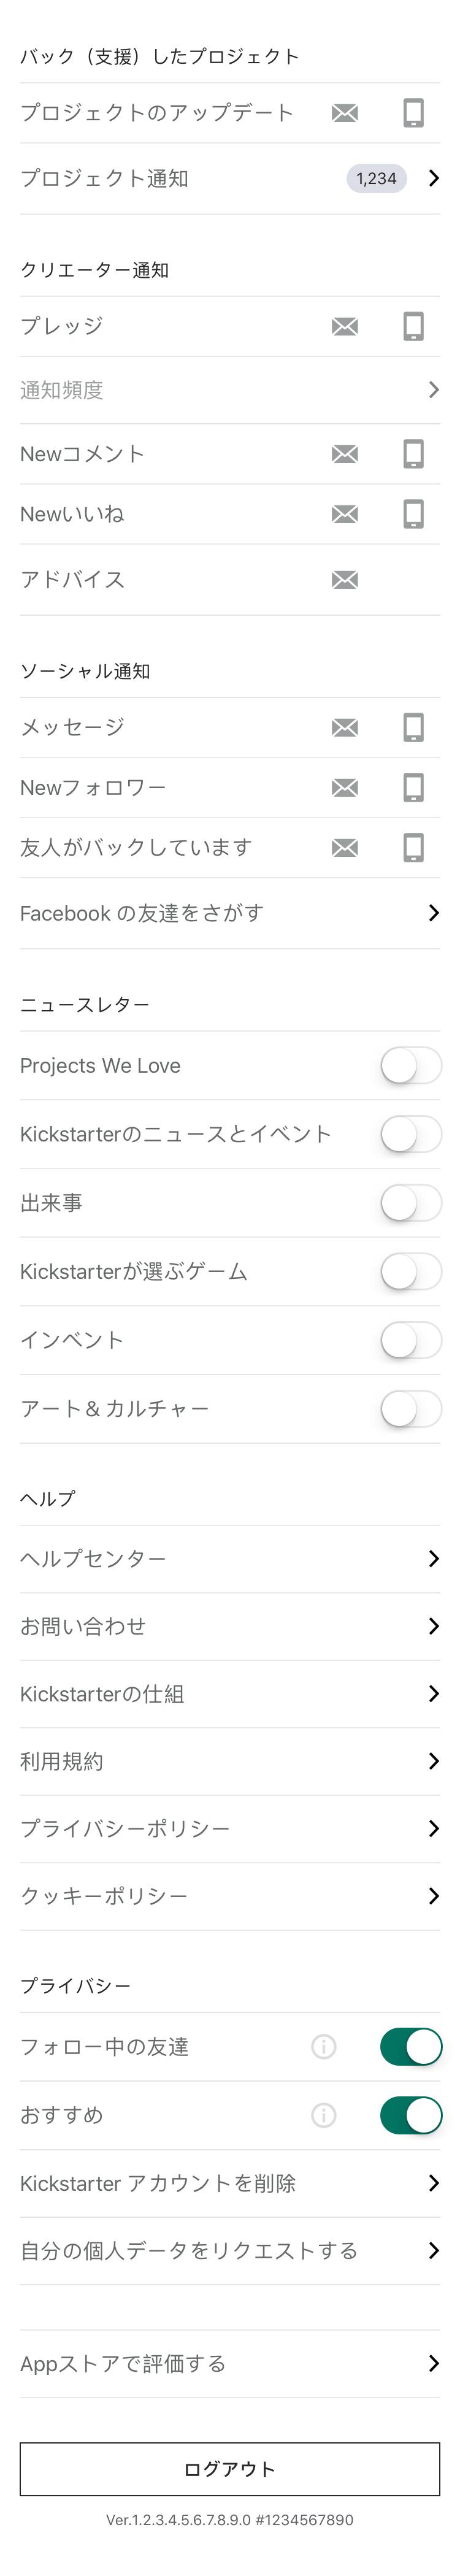 バック（支援）したプロジェクト
プロジェクトのアップデート
プロジェクト通知 1,234
クリエーター通知
プレッジ
通知頻度
Newコメント
Newいいね
アドバイス
ソーシャル通知
メッセージ
Newフォロワー
友人がバックしています
Facebook の友達をさがす
ニュースレター
Projects We Love
Kickstarterのニュースとイベント
出来事
Kickstarterが選ぶゲーム
インベント
アート＆カルチャー
ヘルプ
ヘルプセンター
お問い合わせ
Kickstarterの仕組
利用規約
プライバシーポリシー
クッキーポリシー
プライバシー
フォロー中の友達
おすすめ
Kickstarter アカウントを削除
自分の個人データをリクエストする
Appストアで評価する
ログアウト
Ver.1.2.3.4.5.6.7.8.9.0 #1234567890